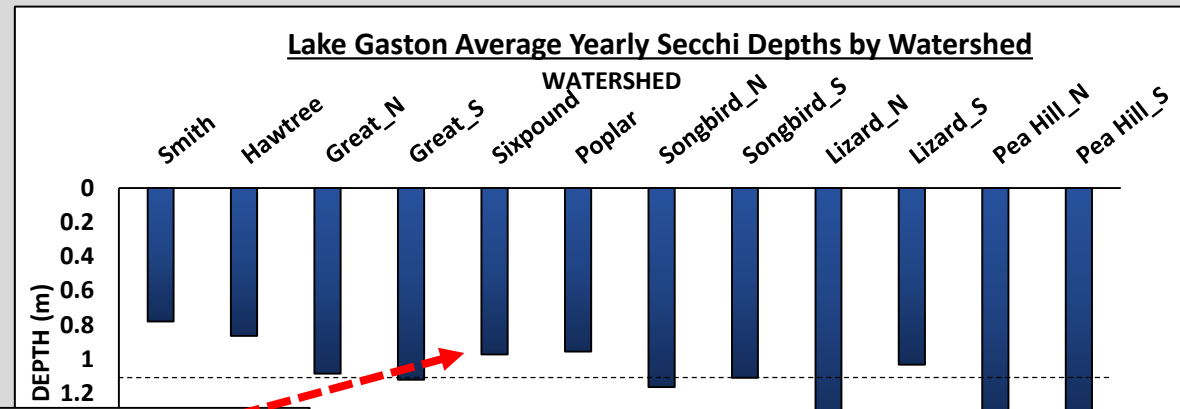 Lake Gaston Average Yearly Secchi Depths by Watershed
WATERSHED
Smith
Hawtree
Great_N
Great_S
Sixpound
Poplar
Songbird_N
Songbird_S
Lizard_N
Lizard_S
Pea Hill_N
Pea Hill_S
DEPTH (m)
0
0.2
0.4
0.6
0.8
1
1.2